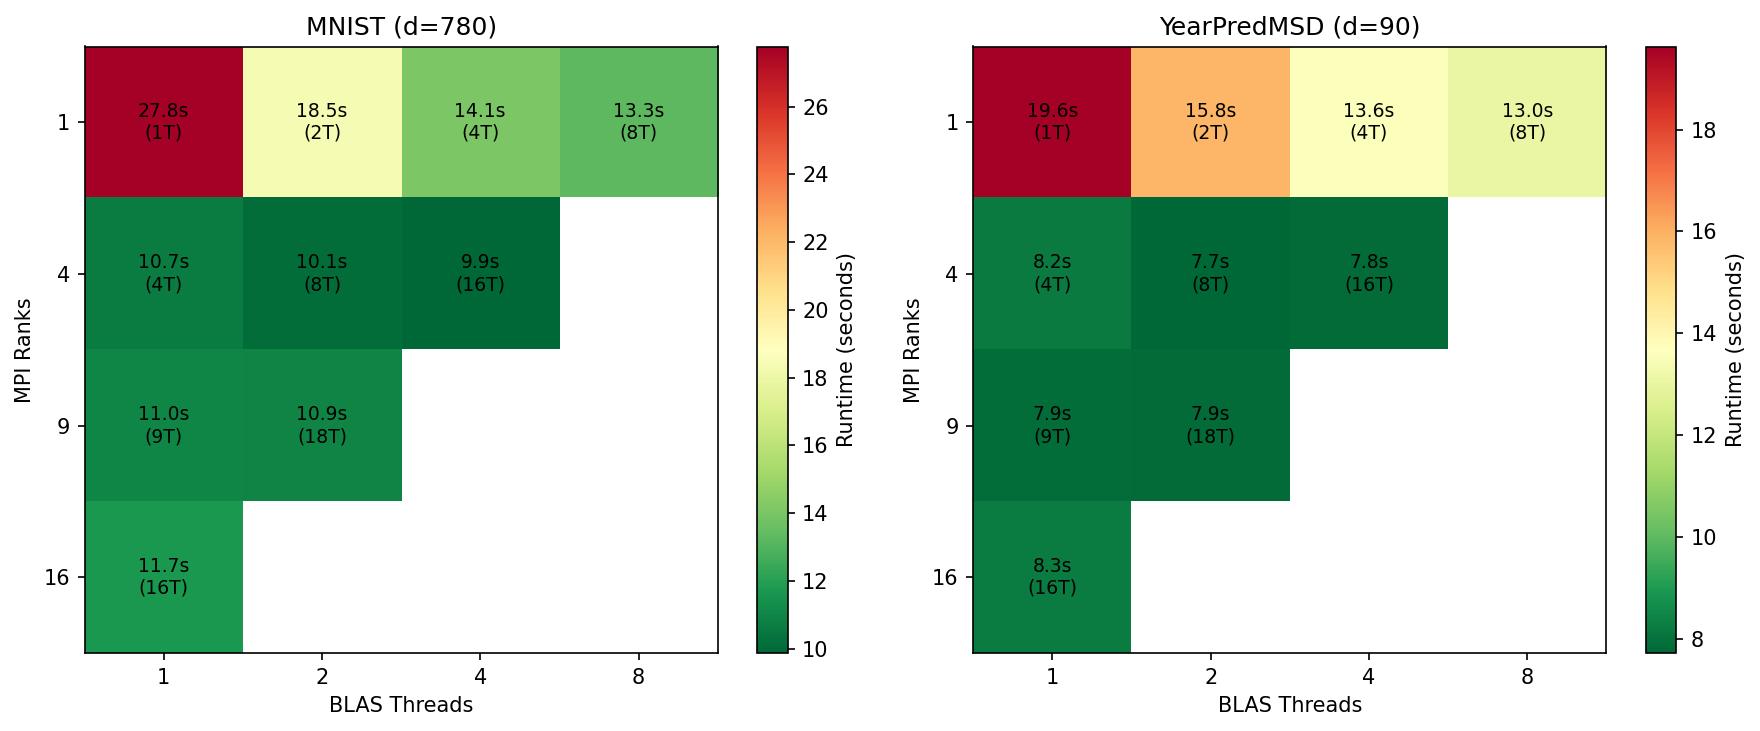 MNIST (d=780)
MPI Ranks
1
4
9
16
27.8s
(1T)
18.5s
(2T)
14.1s
(4T)
13.3s
(8T)
10.7s
(4T)
10.1s
(8T)
9.9s
(16T)
11.0s
(9T)
10.9s
(18T)
11.7s
(16T)
1
2
4
8
BLAS Threads
26
24
22
20
18
16
14
12
10
Runtime (seconds)
YearPredMSD (d=90)
MPI Ranks
1
4
9
16
19.6s
(1T)
15.8s
(2T)
13.6s
(4T)
13.0s
(8T)
8.2s
(4T)
7.7s
(8T)
7.8s
(16T)
7.9s
(9T)
7.9s
(18T)
8.3s
(16T)
1
2
4
8
BLAS Threads
18
16
14
12
10
8
Runtime (seconds)